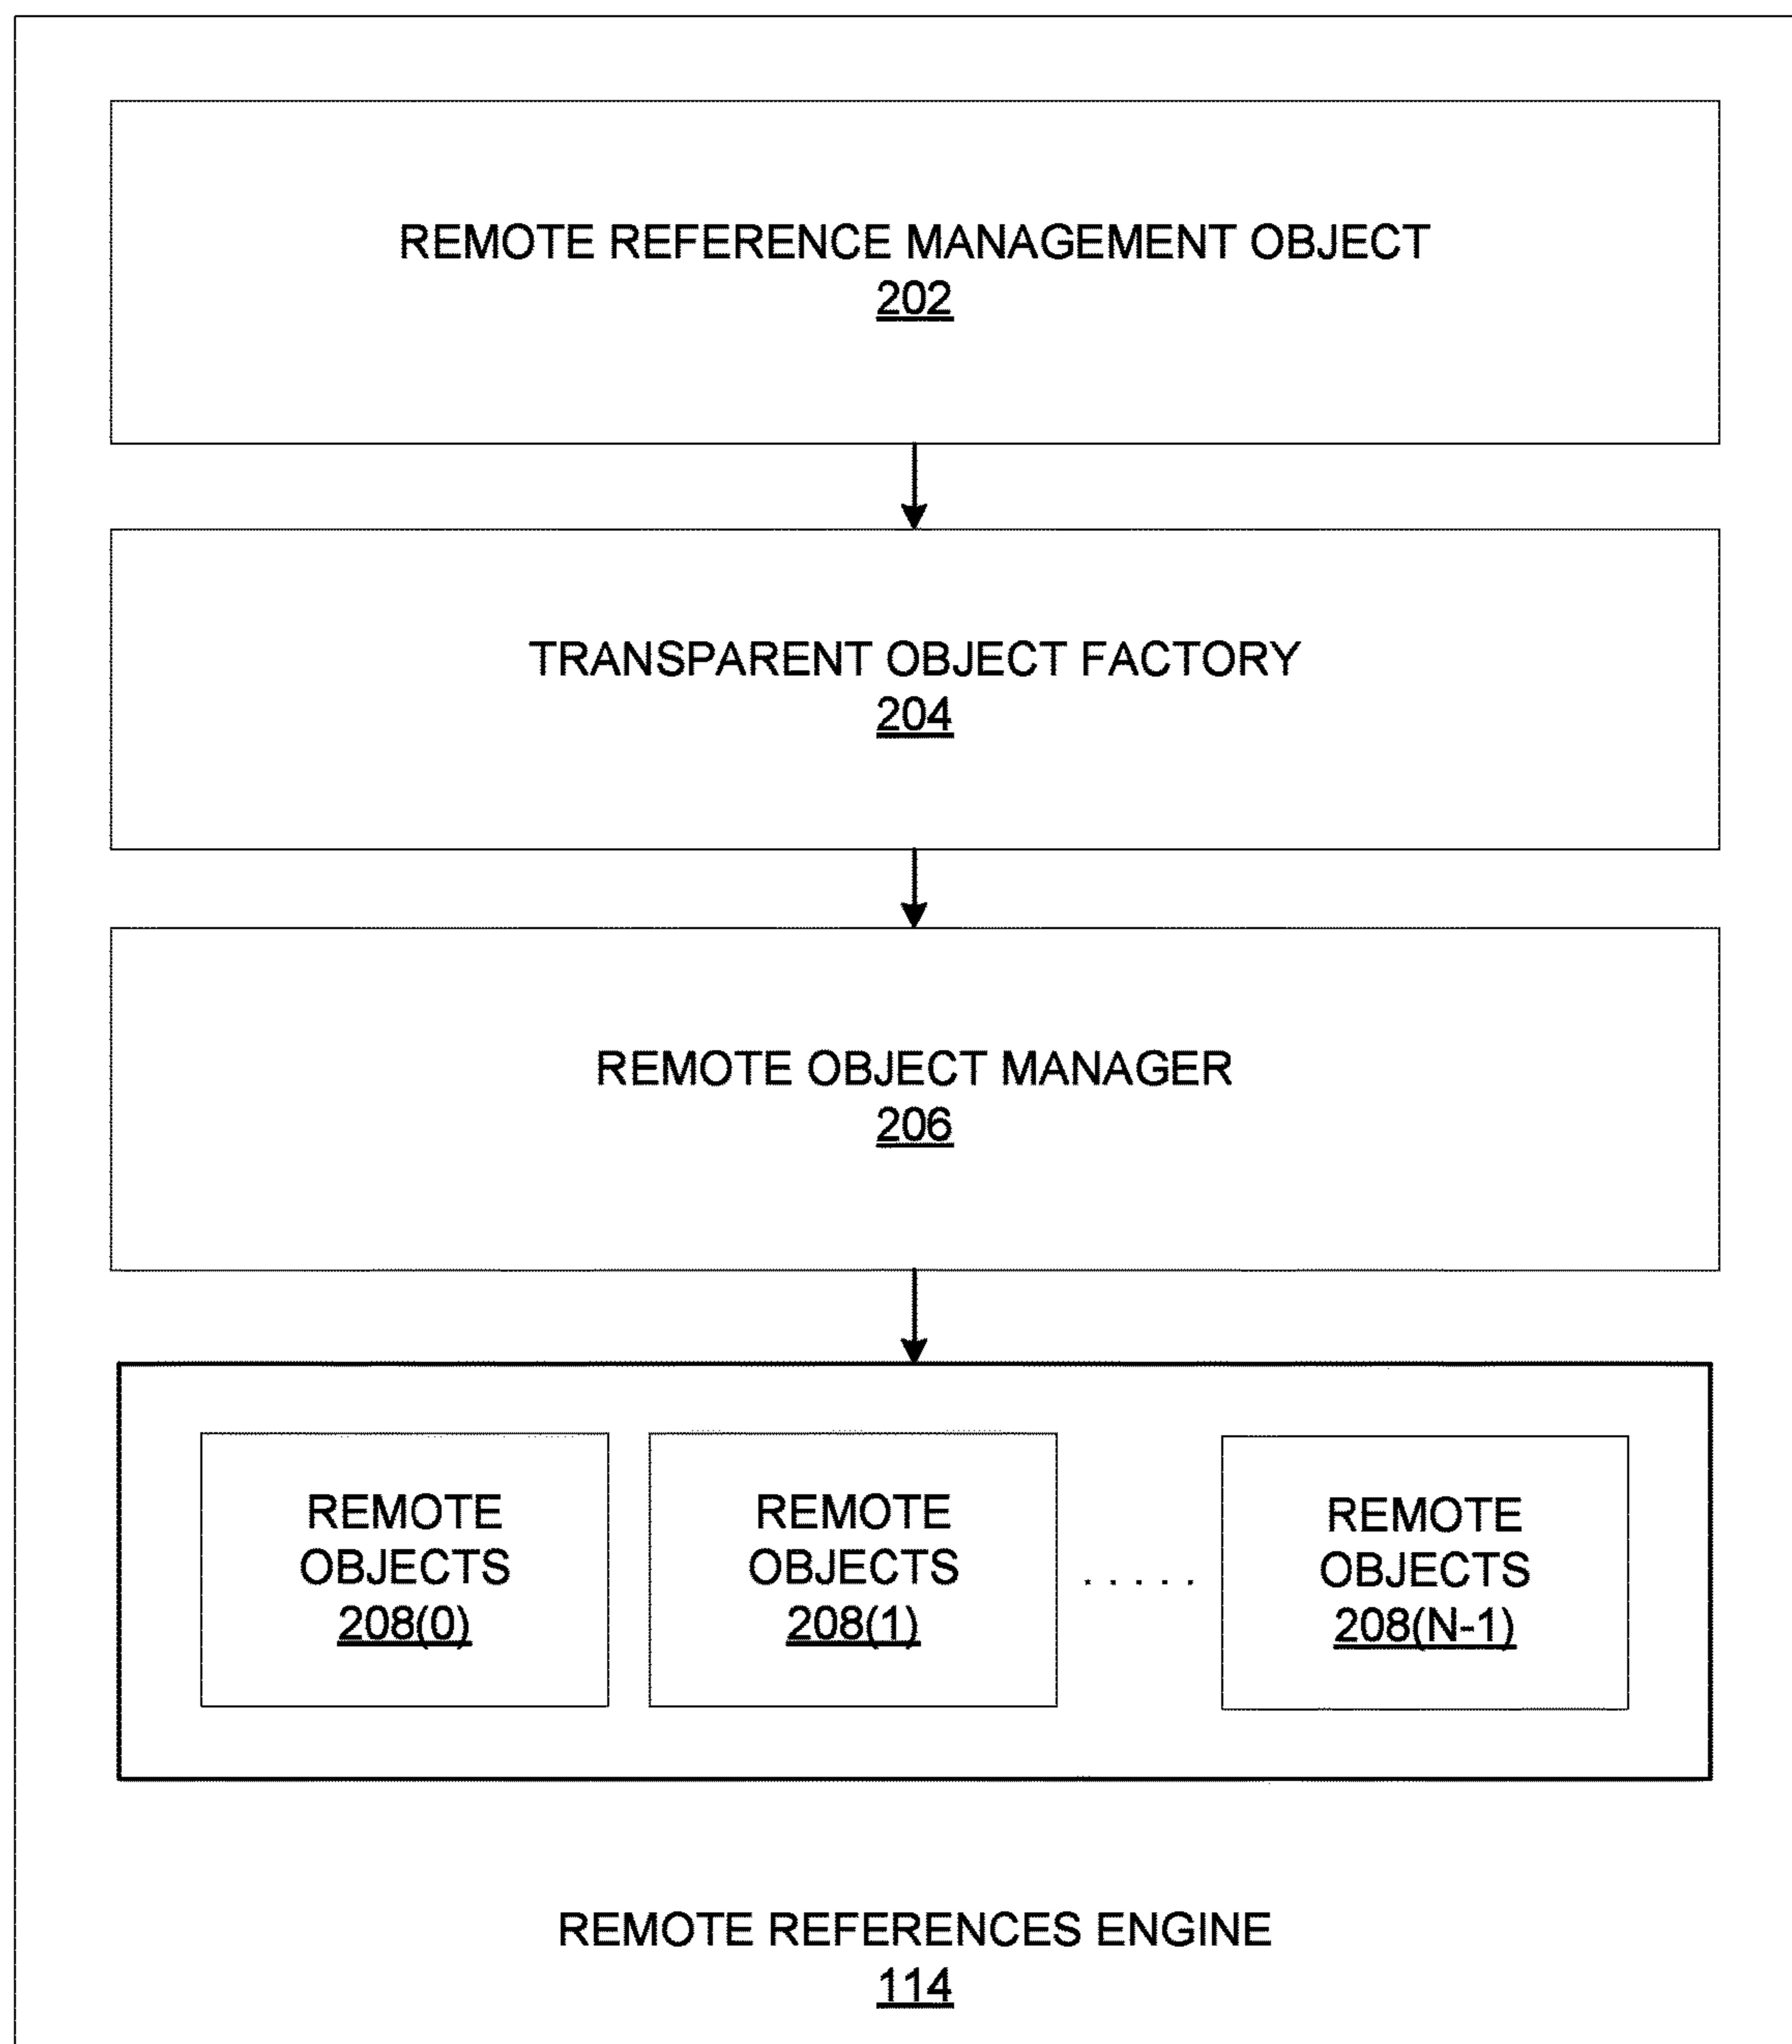 REMOTE REFERENCE MANAGEMENT OBJECT
202
TRANSPARENT OBJECT FACTORY
204
REMOTE OBJECT MANAGER
206
REMOTE
OBJECTS
208(0)
REMOTE
OBJECTS
208(1)
. . . . .
REMOTE
OBJECTS
208(N-1)
REMOTE REFERENCES ENGINE
114